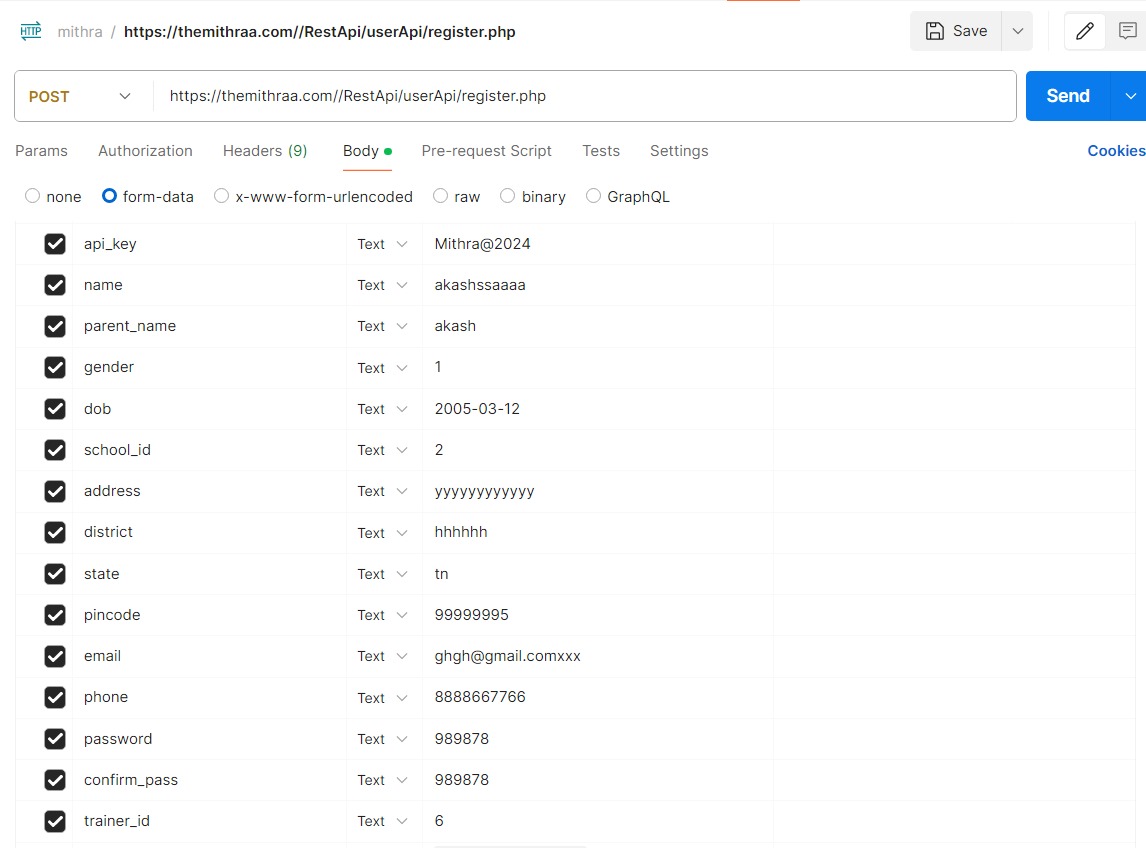 HTTP mithra / https://themithraa.com//RestApi/userApi/register.php Save
POST https://themithraa.com//RestApi/userApi/register.php Send
Params Authorization Headers (9) Body Pre-request Script Tests Settings Cookies
none form-data x-www-form-urlencoded raw binary GraphQL
api_key Text Mithra@2024
name Text akashssaaaa
parent_name Text akash
gender Text 1
dob Text 2005-03-12
school_id Text 2
address Text yyyyyyyyyyyy
district Text hhhhhh
state Text tn
pincode Text 99999995
email Text ghgh@gmail.comxxx
phone Text 8888667766
password Text 989878
confirm_pass Text 989878
trainer_id Text 6